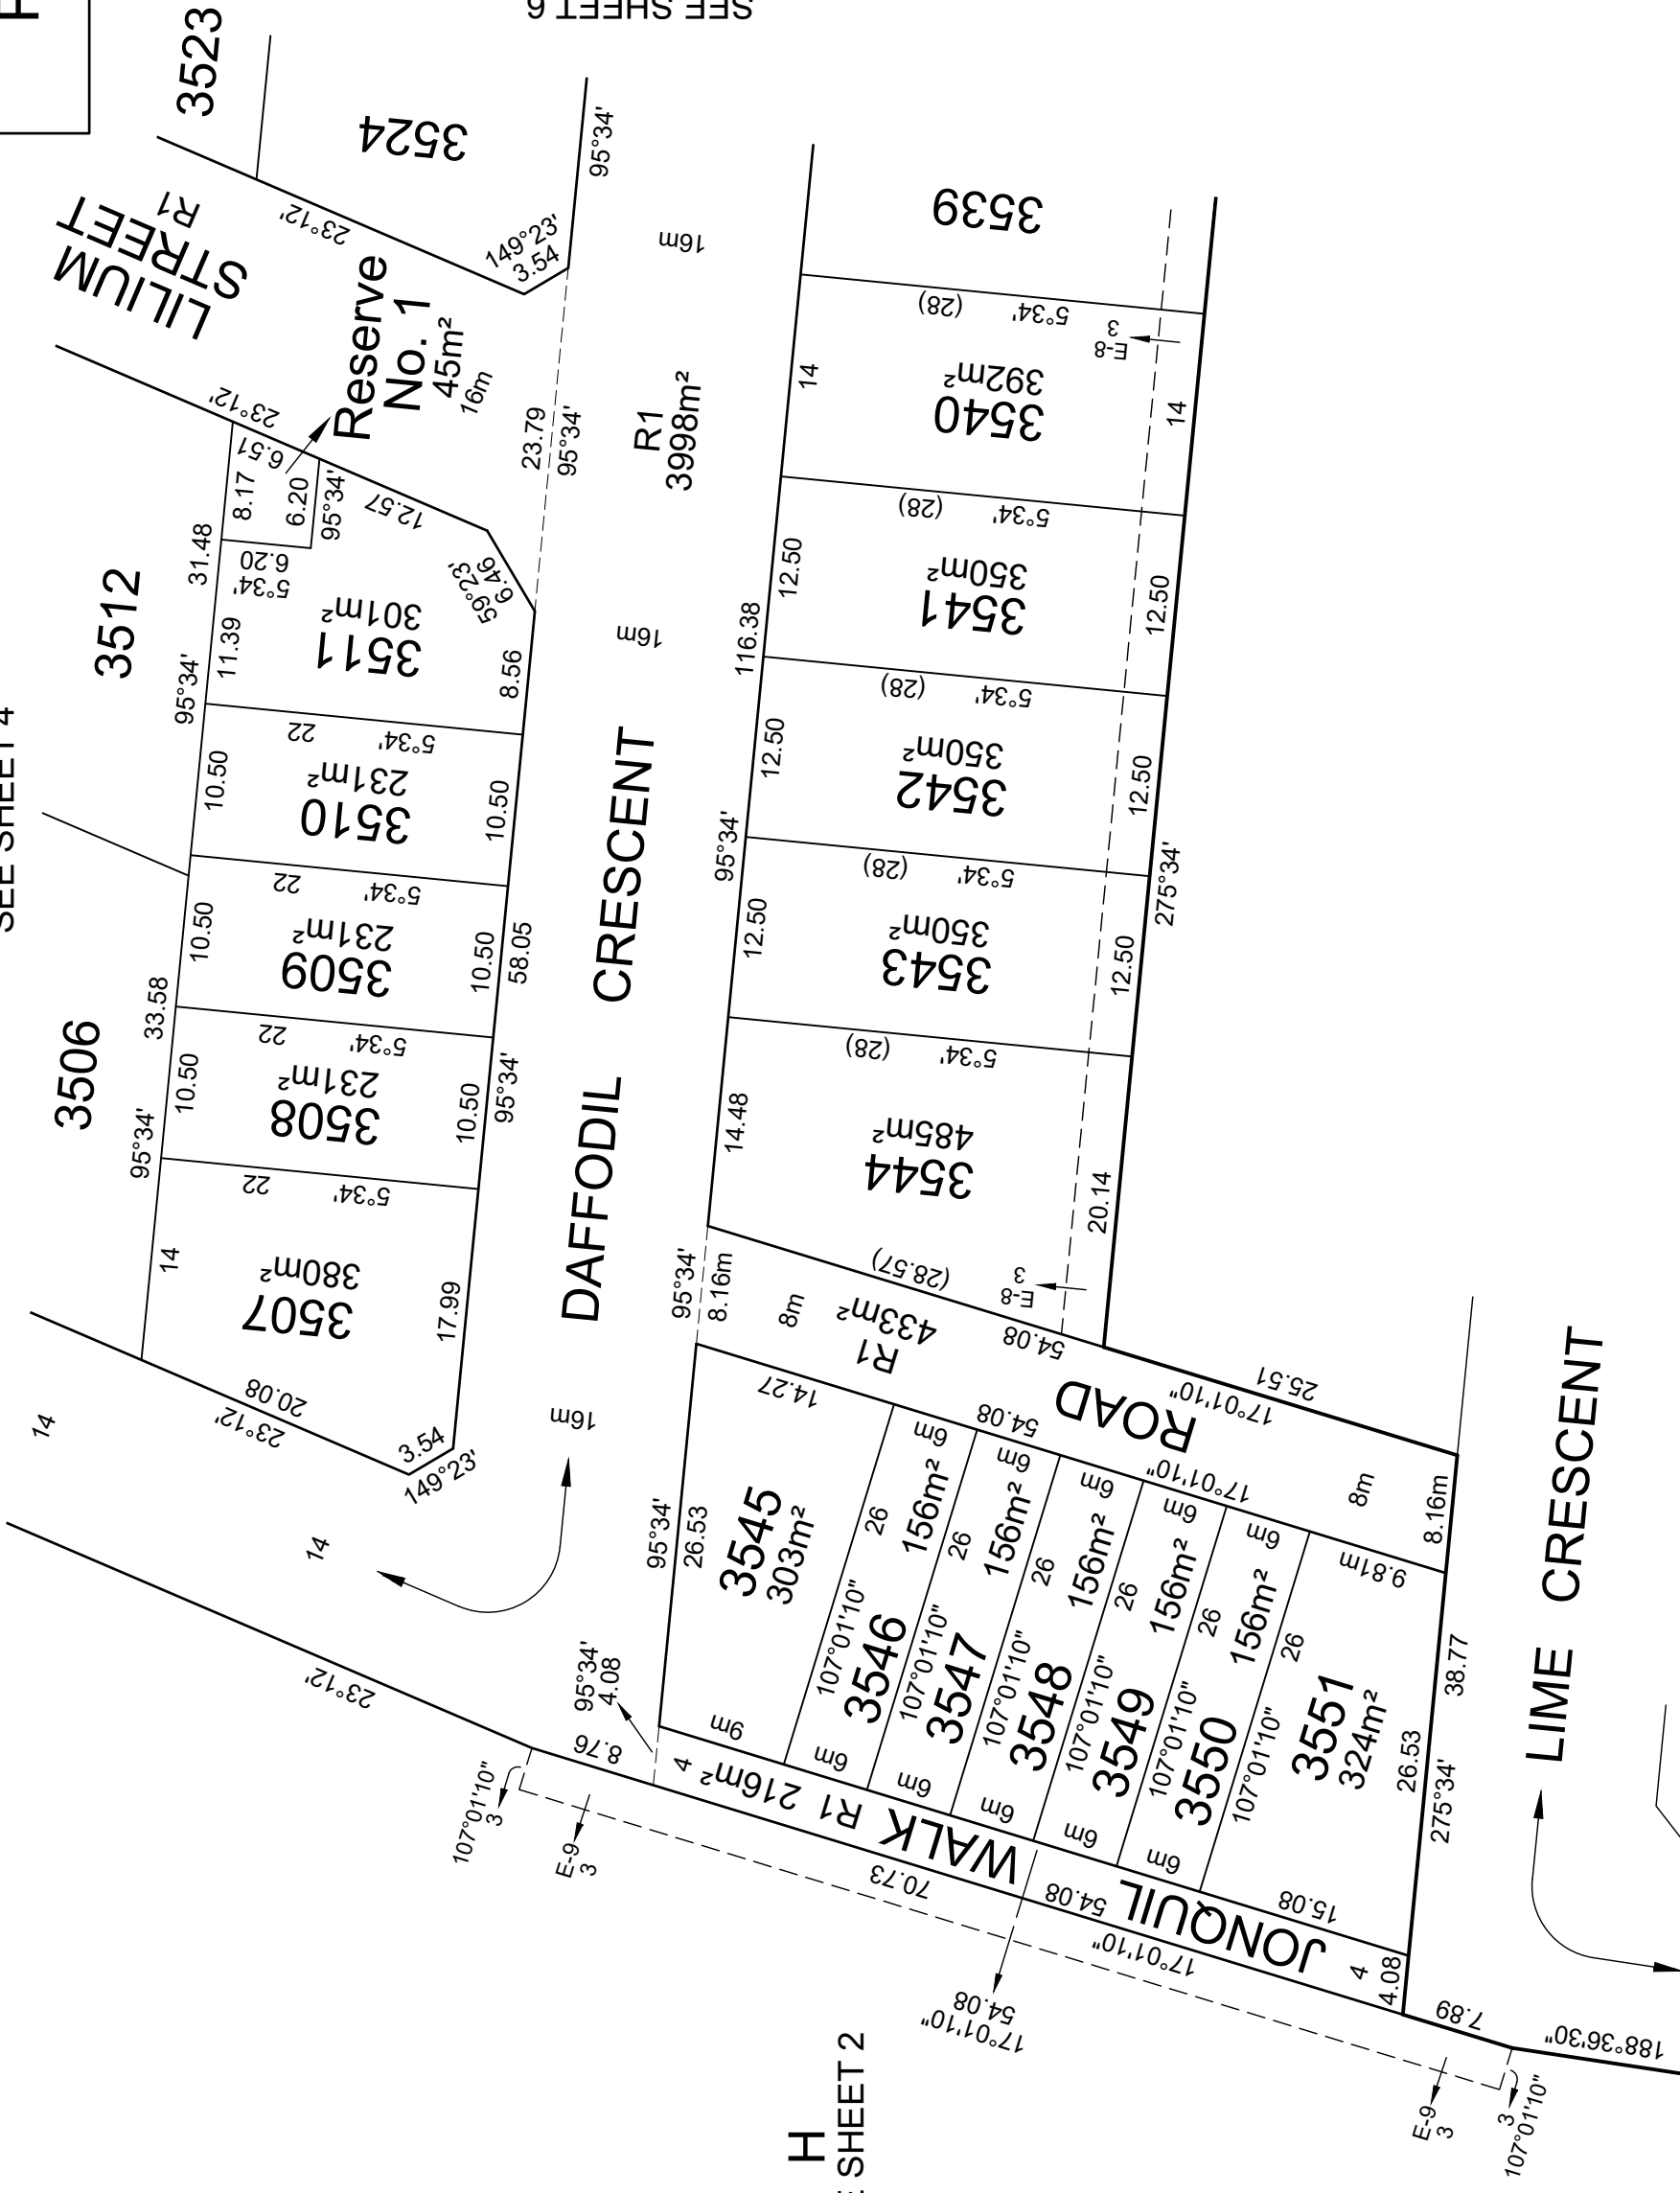 SEE SHEET 6
3523
3524
95°34'
LILIUM
STREET
R1
23°12'
149°23'
3.54
16m
3539
Reserve
No. 1
45m²
16m
23°12'
6.51
8.17
6.20
95°34'
12.57
23.79
95°34'
R1
3998m²
14
(28)
5°34'
E-8
3
392m²
3540
14
3512
31.48
95°34'
6.20
5°34'
11.39
301m²
3511
6.46
59°23'
8.56
16m
12.50
(28)
5°34'
350m²
3541
12.50
116.38
SEE SHEET 4
10.50
22
5°34'
231m²
3510
10.50
12.50
(28)
5°34'
350m²
3542
12.50
95°34'
275°34'
10.50
22
5°34'
231m²
3509
10.50
58.05
12.50
(28)
5°34'
350m²
3543
12.50
3506
33.58
95°34'
10.50
22
5°34'
231m²
3508
10.50
95°34'
DAFFODIL CRESCENT
14.48
(28)
5°34'
485m²
3544
20.14
(28.57)
E-8
3
14
22
5°34'
380m²
3507
17.99
20.08
23°12'
3.54
149°23'
14
14
16m
95°34'
8.16m
8m
433m²
R1
54.08
ROAD
17°01'10"
25.51
14.27
54.08
17°01'10"
8m
8.16m
95°34'
26.53
3545
303m²
9m
6m
26
156m²
107°01'10"
3546
6m
6m
26
156m²
107°01'10"
3547
6m
6m
26
156m²
107°01'10"
3548
6m
6m
26
156m²
107°01'10"
3549
6m
6m
26
156m²
107°01'10"
3550
6m
9.81m
26
107°01'10"
3551
324m²
15.08
26.53
38.77
275°34'
LIME CRESCENT
23°12'
95°34'
4.08
8.76
107°01'10"
3
E-9
3
4
JONQUIL WALK R1 216m²
70.73
54.08
17°01'10"
54.08
17°01'10"
4
4.08
7.89
188°36'30"
E-9
3
3
107°01'10"
H
SHEET 2